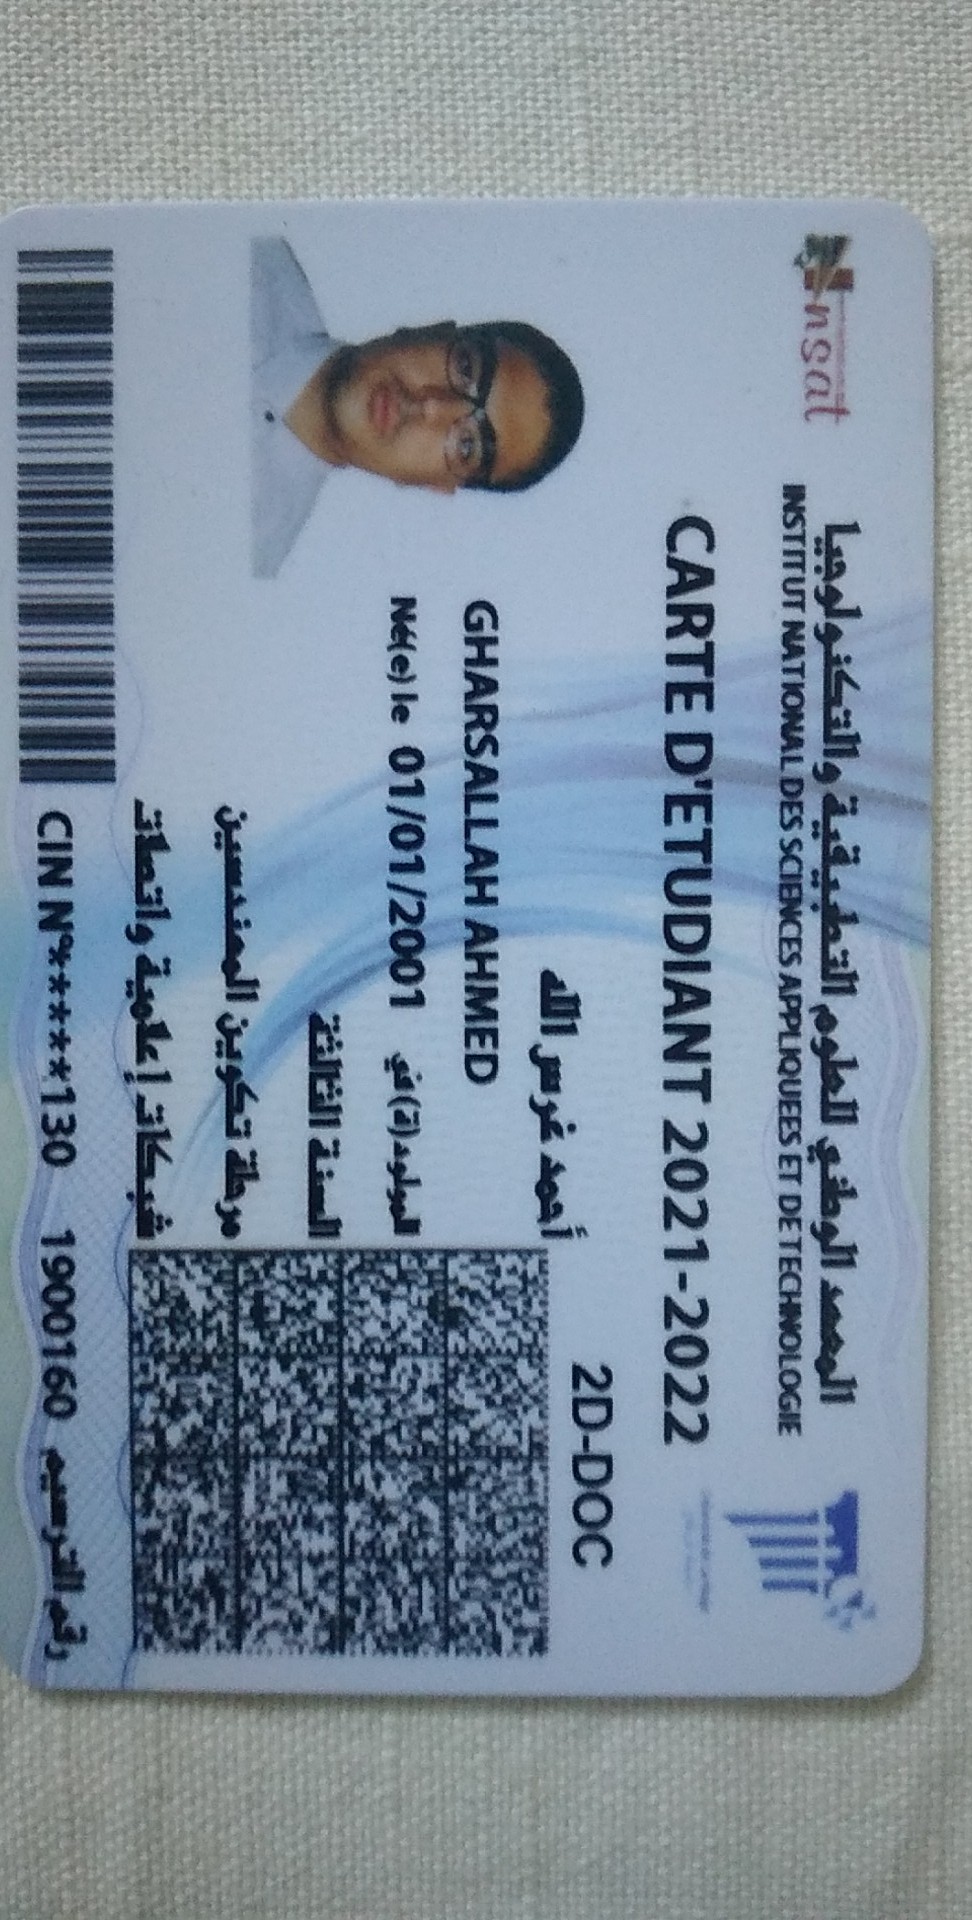 nsat
المعهد الوطني للعلوم التطبيقية والتكنولوجيا
INSTITUT NATIONAL DES SCIENCES APPLIQUEES ET DE TECHNOLOGIE
CARTE D'ETUDIANT 2021-2022
2D-DOC
أحمد غرس الله
GHARSALLAH AHMED
Né(e) le 01/01/2001 المولود(ة) في
السنة الثالثة
مرحلة تكوين المهندسين
شبكات إعلامية واتصالات
CIN N°*****130 1900160 رقم الترسيم